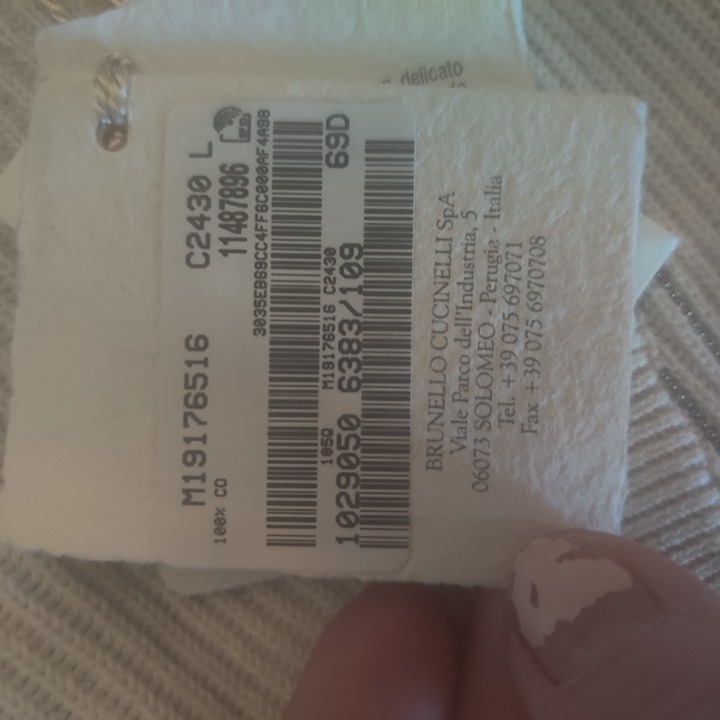 delicato
M19176516 C2430 L
100% CO 11487896
3035EB69CC4FF6C000AF4A98
105Q M19176516 C2430
1029050 6383/109 69D
BRUNELLO CUCINELLI SpA
Viale Parco dell'Industria, 5
06073 SOLOMEO - Perugia - Italia
Tel. +39 075 697071
Fax +39 075 6970708